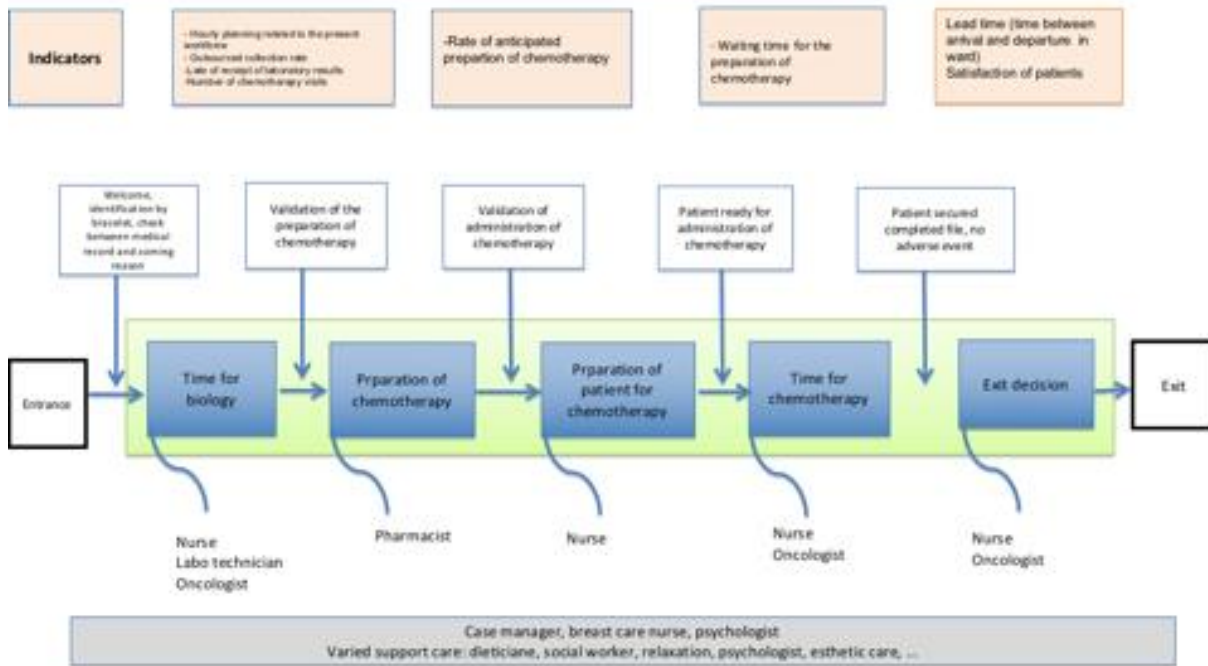 Indicators
- Hourly planning related to the present
workforce
- Outsourced collection rate
-Late of receipt of laboratory results
-Number of chemotherapy visits
-Rate of anticipated
prepartion of chemotherapy
- Waiting time for the
preparation of
chemotherapy
Lead time (time between
arrival and departure in
ward)
Satisfaction of patients
Welcome,
identification by
bracelet, check
between medical
record and coming
reason
Validation of the
preparation of
chemotherapy
Validation of
administration of
chemotherapy
Patient ready for
administration of
chemotherapy
Patient secured
completed file, no
adverse event
Entrance
Time for
biology
Prparation of
chemotherapy
Prparation of
patient for
chemotherapy
Time for
chemotherapy
Exit decision
Exit
Nurse
Labo technician
Oncologist
Pharmacist
Nurse
Nurse
Oncologist
Nurse
Oncologist
Case manager, breast care nurse, psychologist
Varied support care: dieticiane, social worker, relaxation, psychologist, esthetic care, ...